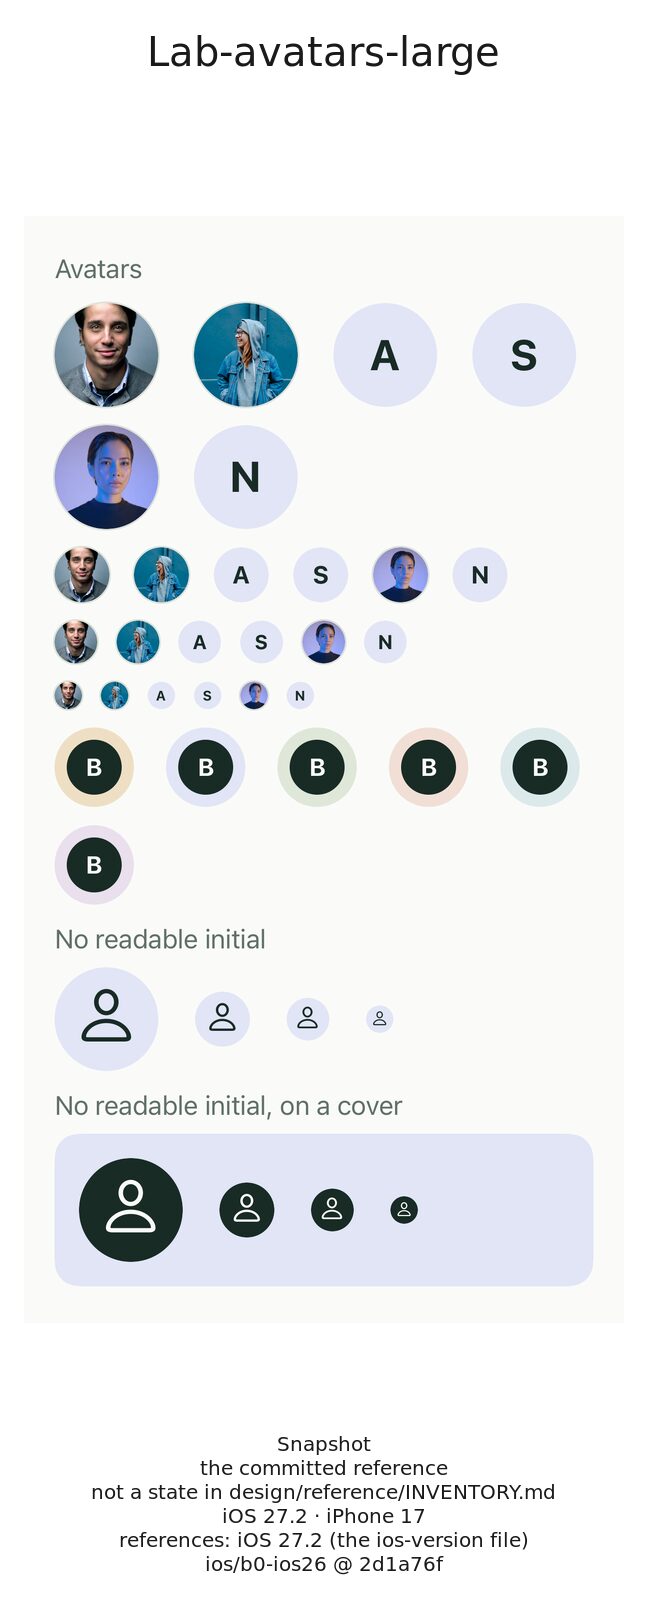 Lab-avatars-large
Avatars
A S
N
A S N
A S N
A S N
B B B B B
B
No readable initial
No readable initial, on a cover
Snapshot
the committed reference
not a state in design/reference/INVENTORY.md
iOS 27.2 · iPhone 17
references: iOS 27.2 (the ios-version file)
ios/b0-ios26 @ 2d1a76f